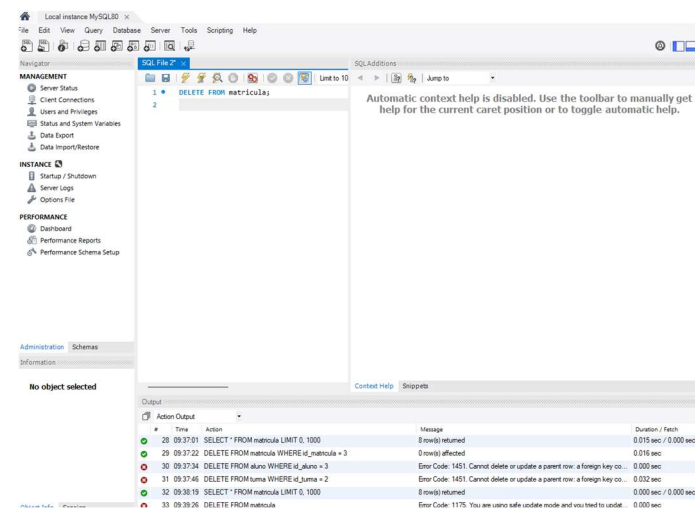 Local instance MySQL80 ×
File Edit View Query Database Server Tools Scripting Help
Navigator
SQL File 2* ×
SQLAdditions
MANAGEMENT
Server Status
Client Connections
Users and Privileges
Status and System Variables
Data Export
Data Import/Restore
INSTANCE
Startup / Shutdown
Server Logs
Options File
PERFORMANCE
Dashboard
Performance Reports
Performance Schema Setup
Administration Schemas
Information
No object selected
Limit to 10
1 DELETE FROM matricula;
2
Jump to
Automatic context help is disabled. Use the toolbar to manually get
help for the current caret position or to toggle automatic help.
Context Help Snippets
Output
Action Output
# Time Action Message Duration / Fetch
28 09:37:01 SELECT * FROM matricula LIMIT 0, 1000 8 row(s) returned 0.015 sec / 0.000 sec
29 09:37:22 DELETE FROM matricula WHERE id_matricula = 3 0 row(s) affected 0.016 sec
30 09:37:34 DELETE FROM aluno WHERE id_aluno = 3 Error Code: 1451. Cannot delete or update a parent row: a foreign key co... 0.000 sec
31 09:37:46 DELETE FROM turma WHERE id_turma = 2 Error Code: 1451. Cannot delete or update a parent row: a foreign key co... 0.032 sec
32 09:38:19 SELECT * FROM matricula LIMIT 0, 1000 8 row(s) returned 0.000 sec / 0.000 sec
33 09:39:26 DELETE FROM matricula Error Code: 1175. You are using safe update mode and you tried to updat... 0.000 sec
Object Info Session